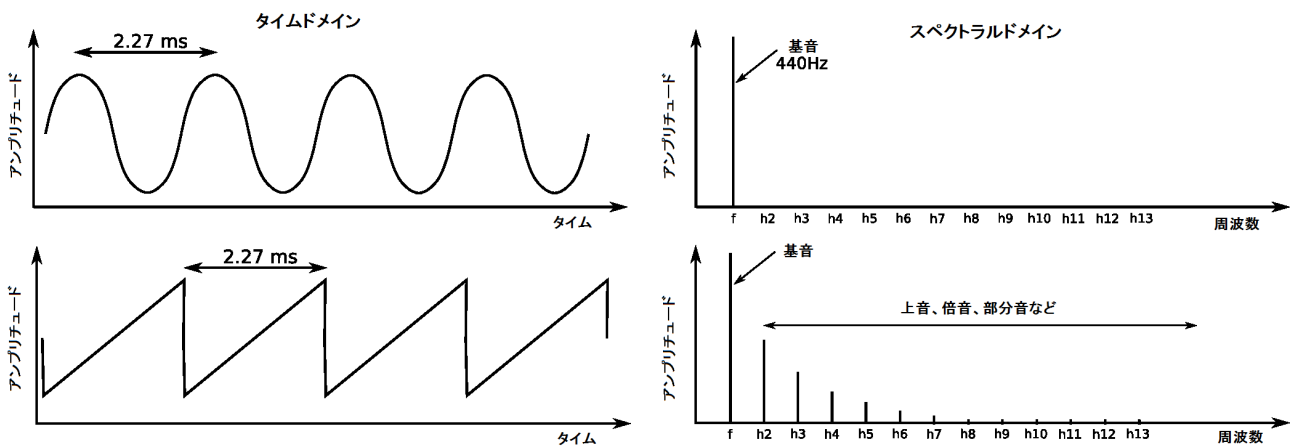 タイムドメイン
2.27 ms
アンプリチュード
タイム
スペクトラルドメイン
基音
440Hz
アンプリチュード
f h2 h3 h4 h5 h6 h7 h8 h9 h10 h11 h12 h13
周波数
2.27 ms
アンプリチュード
タイム
基音
上音、倍音、部分音など
アンプリチュード
f h2 h3 h4 h5 h6 h7 h8 h9 h10 h11 h12 h13
周波数